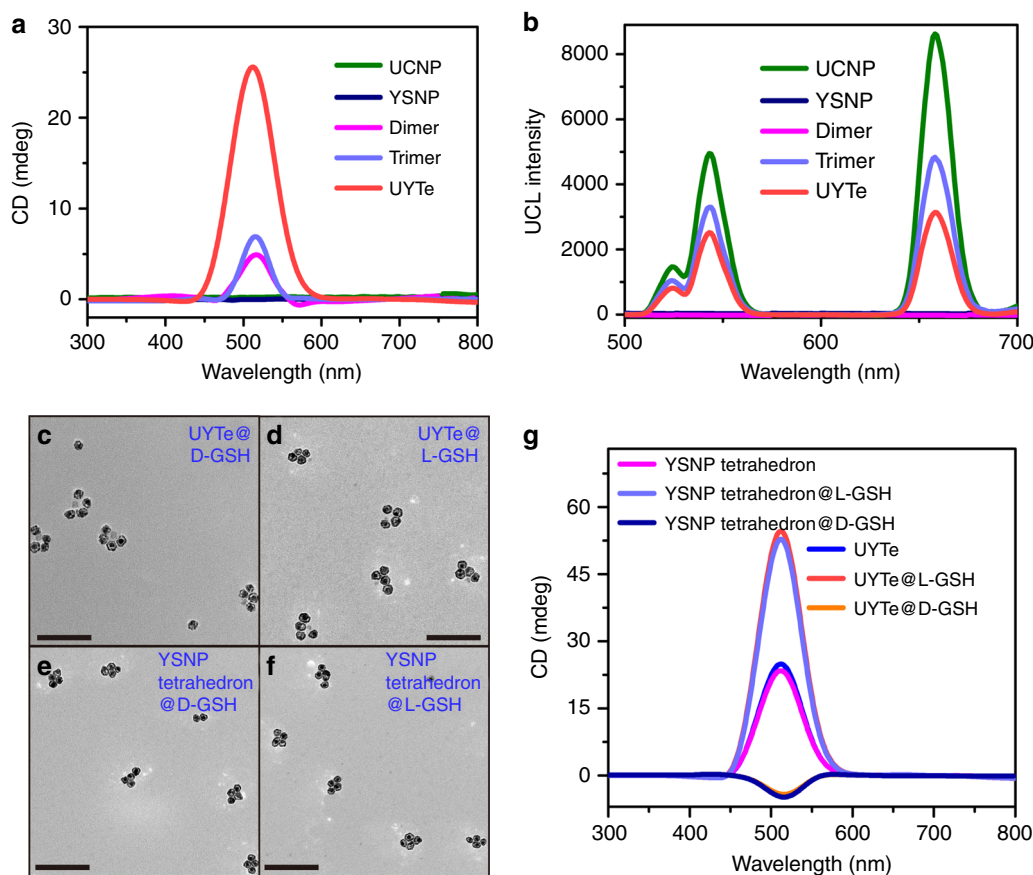 a
30
20
10
0
CD (mdeg)
UCNP
YSNP
Dimer
Trimer
UYTe
300 400 500 600 700 800
Wavelength (nm)
b
8000
6000
4000
2000
0
UCL intensity
UCNP
YSNP
Dimer
Trimer
UYTe
500 600 700
Wavelength (nm)
c
UYTe@
D-GSH
d
UYTe@
L-GSH
e
YSNP
tetrahedron
@D-GSH
f
YSNP
tetrahedron
@L-GSH
g
YSNP tetrahedron
YSNP tetrahedron@L-GSH
YSNP tetrahedron@D-GSH
UYTe
UYTe@L-GSH
UYTe@D-GSH
60
45
30
15
0
CD (mdeg)
300 400 500 600 700 800
Wavelength (nm)